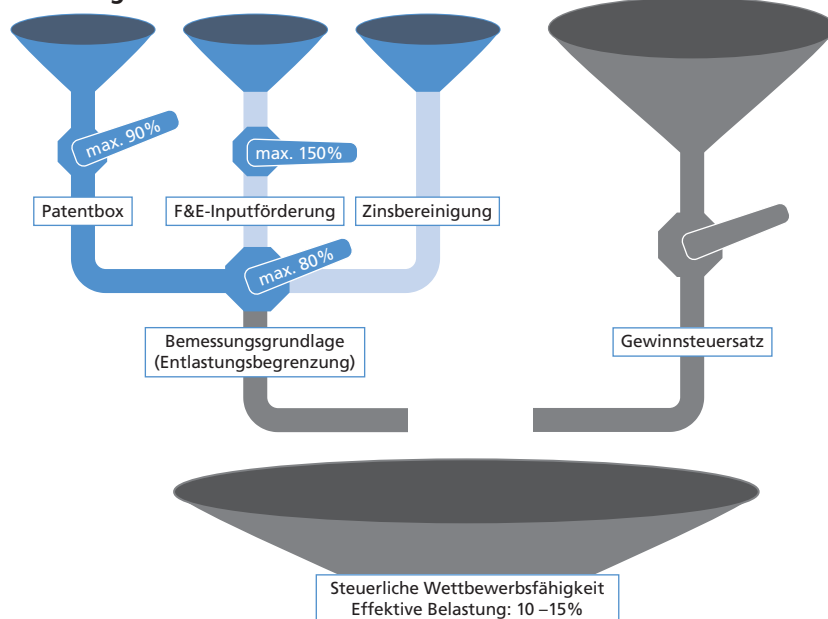 max. 90%
max. 150%
Patentbox
F&E-Inputförderung
Zinsbereinigung
max. 80%
Bemessungsgrundlage
(Entlastungsbegrenzung)
Gewinnsteuersatz
Steuerliche Wettbewerbsfähigkeit
Effektive Belastung: 10 –15%